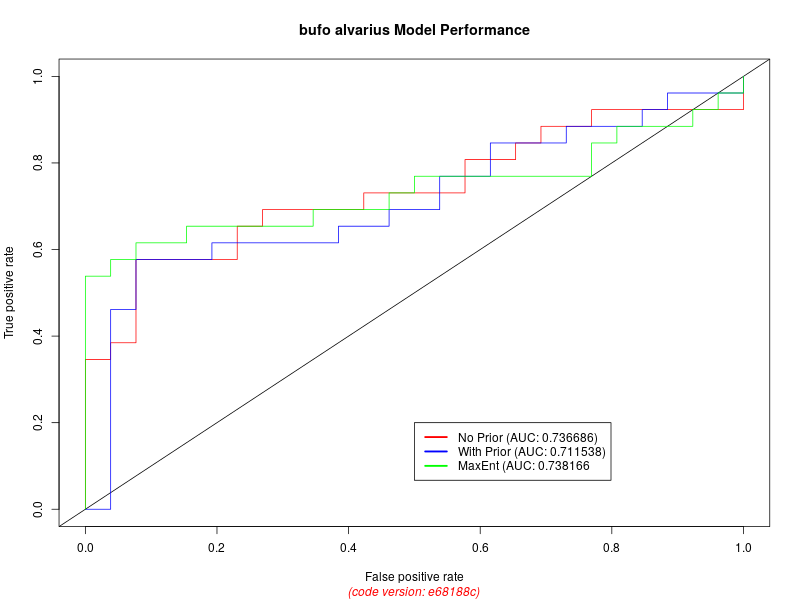 bufo alvarius Model Performance
True positive rate
1.0
0.8
0.6
0.4
0.2
0.0
No Prior (AUC: 0.736686)
With Prior (AUC: 0.711538)
MaxEnt (AUC: 0.738166
0.0 0.2 0.4 0.6 0.8 1.0
False positive rate
(code version: e68188c)